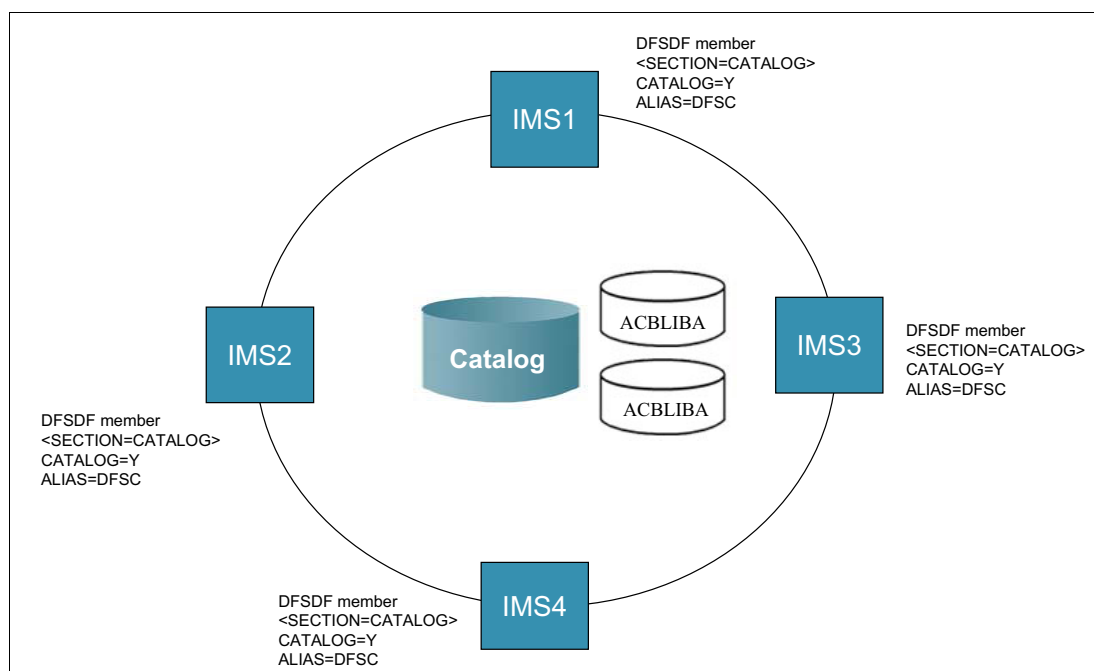 DFSDF member
<SECTION=CATALOG>
CATALOG=Y
ALIAS=DFSC
IMS1
ACBLIBA
Catalog
ACBLIBA
IMS2
DFSDF member
<SECTION=CATALOG>
CATALOG=Y
ALIAS=DFSC
IMS3
DFSDF member
<SECTION=CATALOG>
CATALOG=Y
ALIAS=DFSC
IMS4
DFSDF member
<SECTION=CATALOG>
CATALOG=Y
ALIAS=DFSC